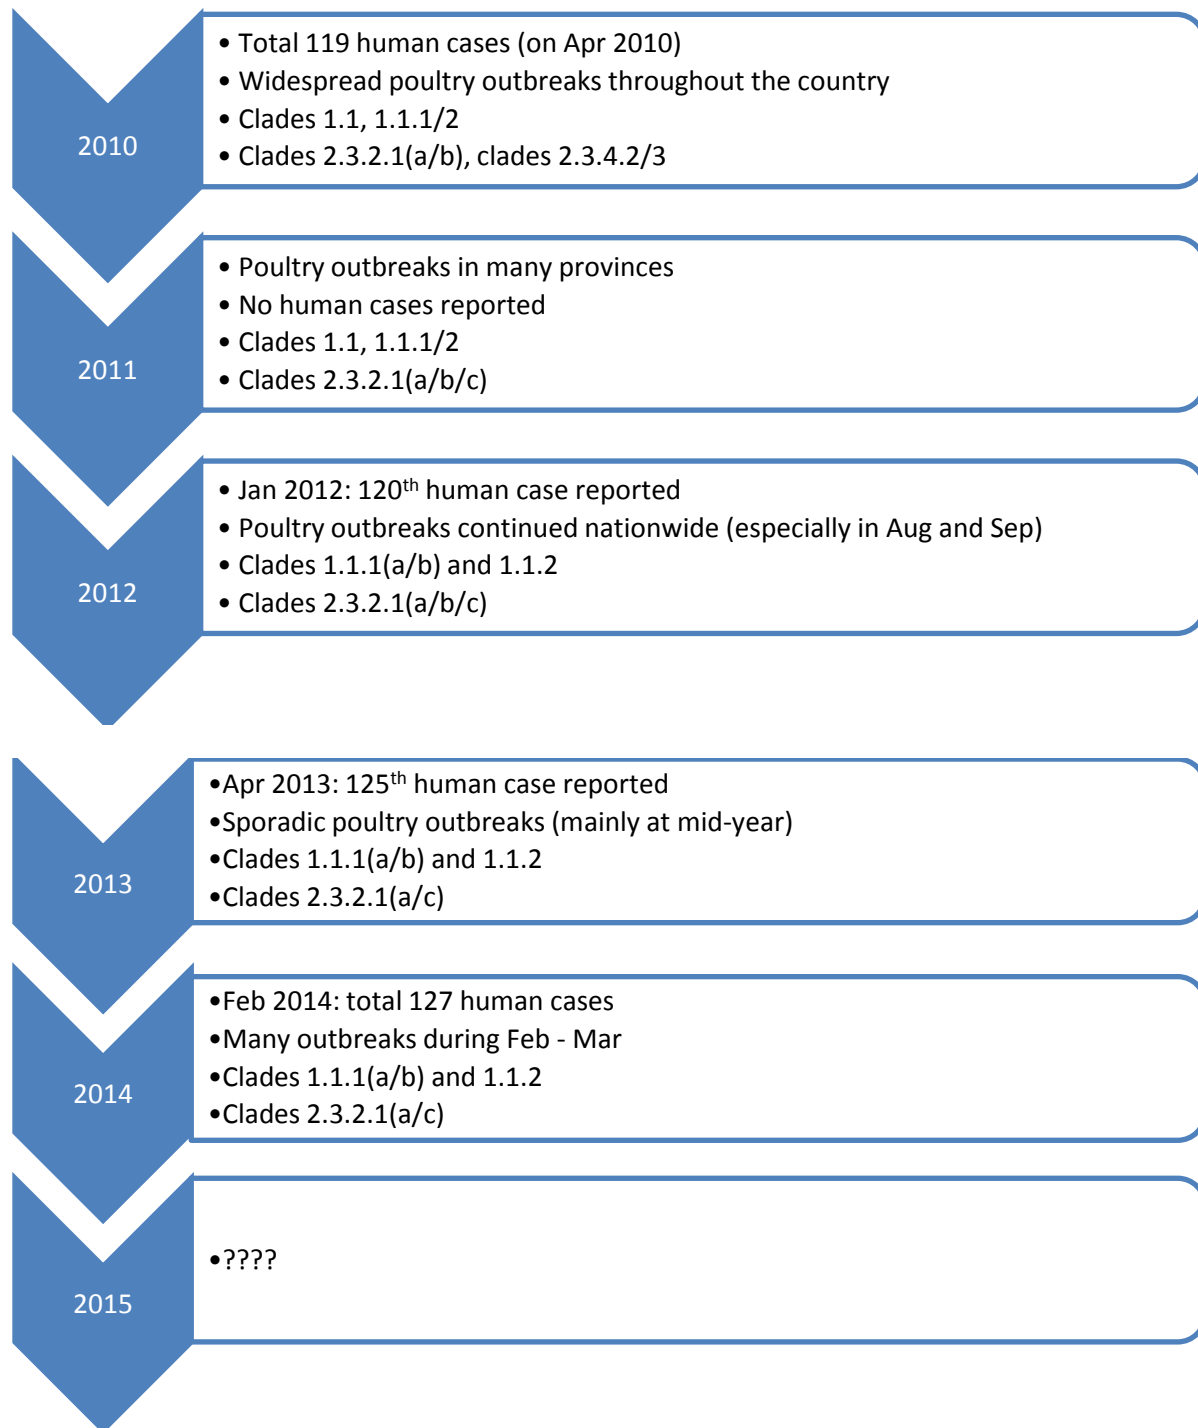 2010
• Total 119 human cases (on Apr 2010)
• Widespread poultry outbreaks throughout the country
• Clades 1.1, 1.1.1/2
• Clades 2.3.2.1(a/b), clades 2.3.4.2/3
2011
• Poultry outbreaks in many provinces
• No human cases reported
• Clades 1.1, 1.1.1/2
• Clades 2.3.2.1(a/b/c)
2012
• Jan 2012: 120th human case reported
• Poultry outbreaks continued nationwide (especially in Aug and Sep)
• Clades 1.1.1(a/b) and 1.1.2
• Clades 2.3.2.1(a/b/c)
2013
•Apr 2013: 125th human case reported
•Sporadic poultry outbreaks (mainly at mid-year)
•Clades 1.1.1(a/b) and 1.1.2
•Clades 2.3.2.1(a/c)
2014
•Feb 2014: total 127 human cases
•Many outbreaks during Feb - Mar
•Clades 1.1.1(a/b) and 1.1.2
•Clades 2.3.2.1(a/c)
2015
•????